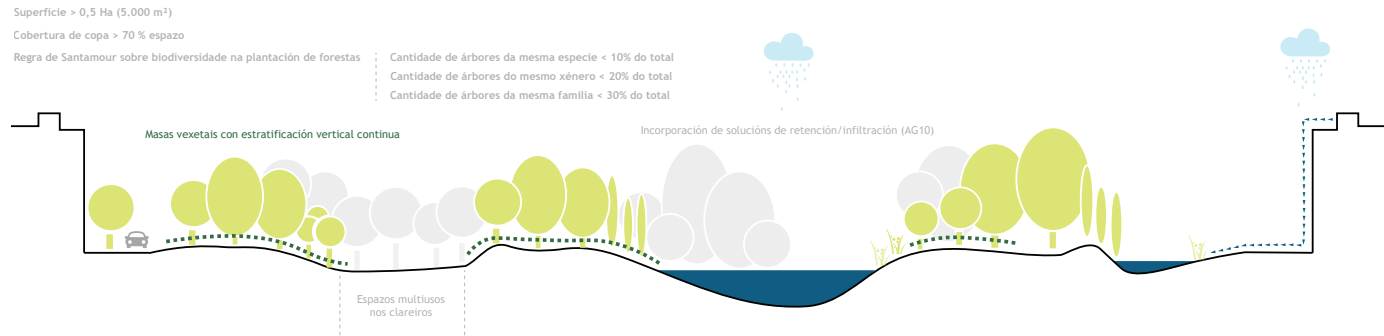 Superficie > 0,5 Ha (5.000 m²)
Cobertura de copa > 70 % espazo
Regra de Santamour sobre biodiversidade na plantación de forestas
Cantidade de árbores da mesma especie < 10% do total
Cantidade de árbores do mesmo xénero < 20% do total
Cantidade de árbores da mesma familia < 30% do total
Masas vexetais con estratificación vertical continua
Incorporación de solucións de retención/infiltración (AG10)
Espazos multiusos
nos clareiros